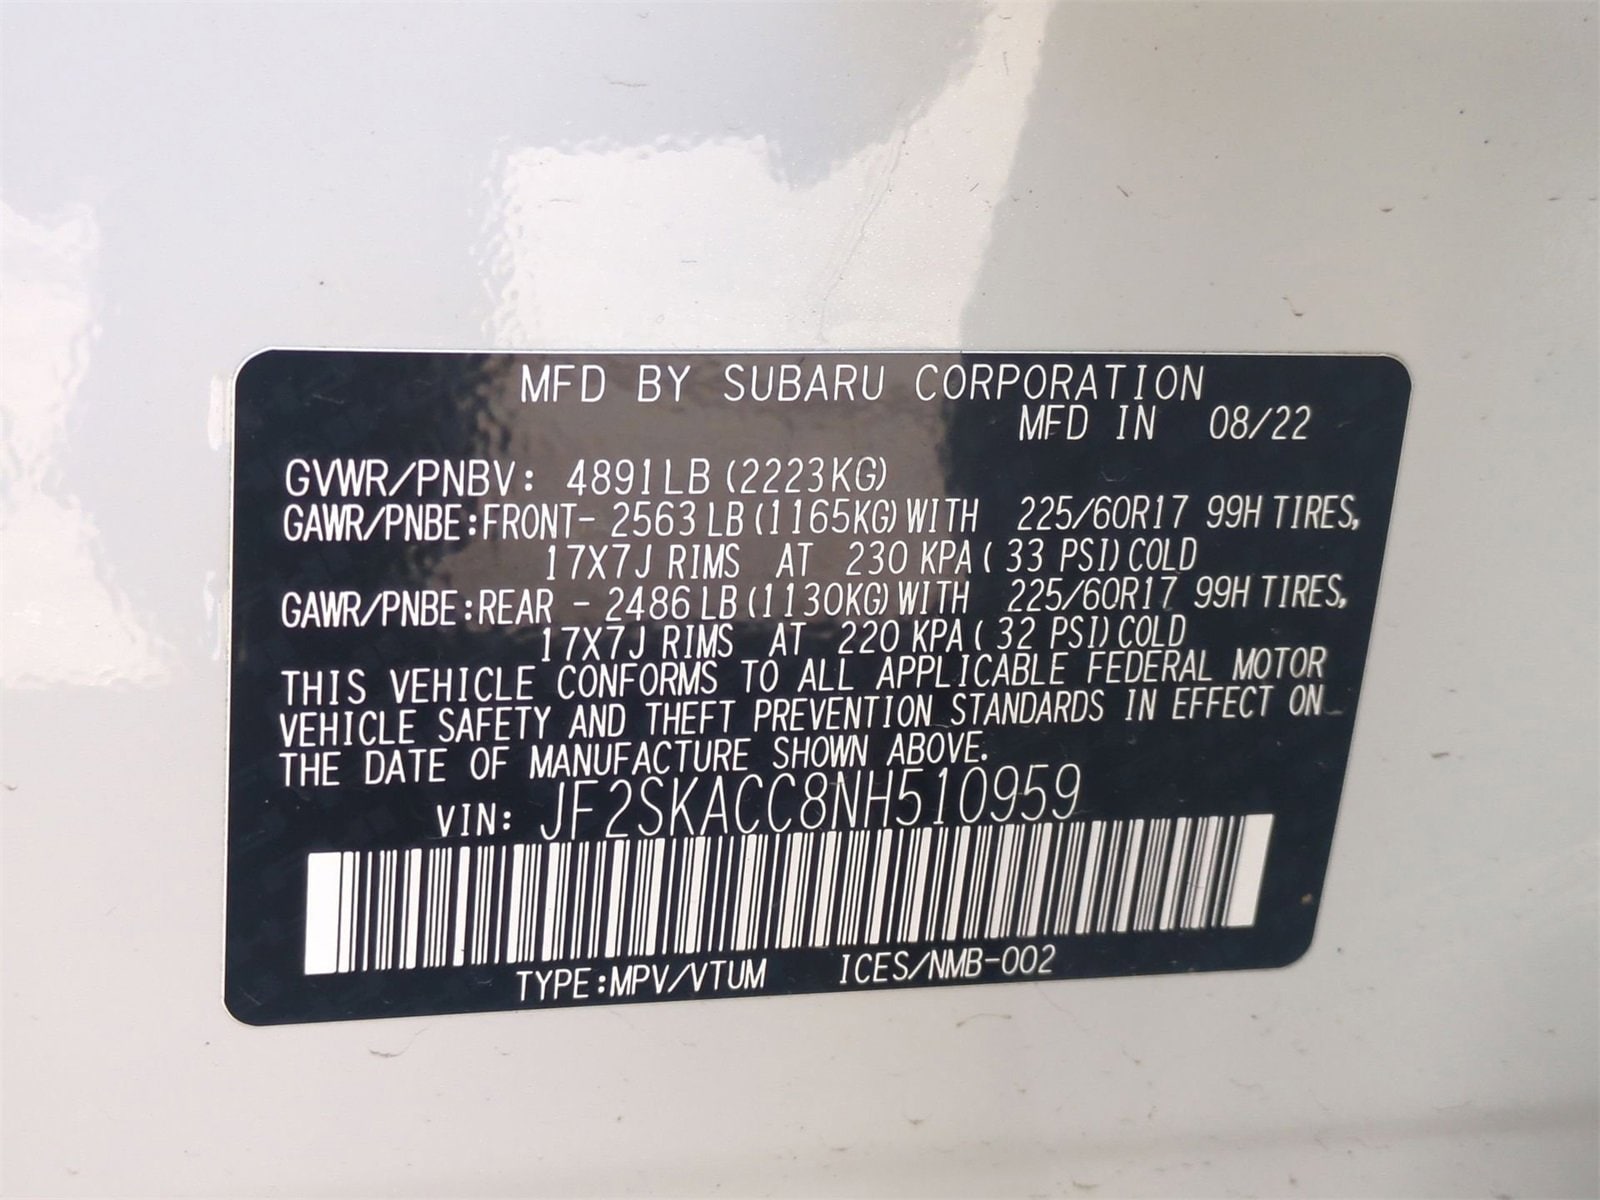 MFD BY SUBARU CORPORATION
MFD IN 08/22
GVWR/PNBV: 4891LB (2223KG)
GAWR/PNBE:FRONT- 2563 LB (1165KG) WITH 225/60R17 99H TIRES,
17X7J RIMS AT 230 KPA ( 33 PSI) COLD
GAWR/PNBE:REAR - 2486 LB (1130KG) WITH 225/60R17 99H TIRES,
17X7J RIMS AT 220 KPA ( 32 PSI) COLD
THIS VEHICLE CONFORMS TO ALL APPLICABLE FEDERAL MOTOR
VEHICLE SAFETY AND THEFT PREVENTION STANDARDS IN EFFECT ON
THE DATE OF MANUFACTURE SHOWN ABOVE.
VIN: JF2SKACC8NH510959
TYPE:MPV/VTUM ICES/NMB-002